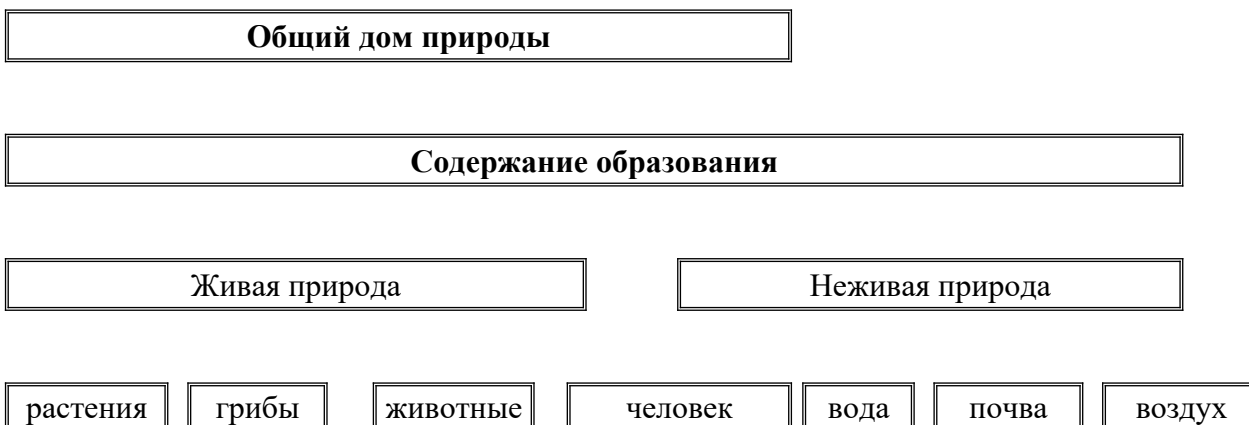 Общий дом природы
Содержание образования
Живая природа Неживая природа
растения грибы животные человек вода почва воздух